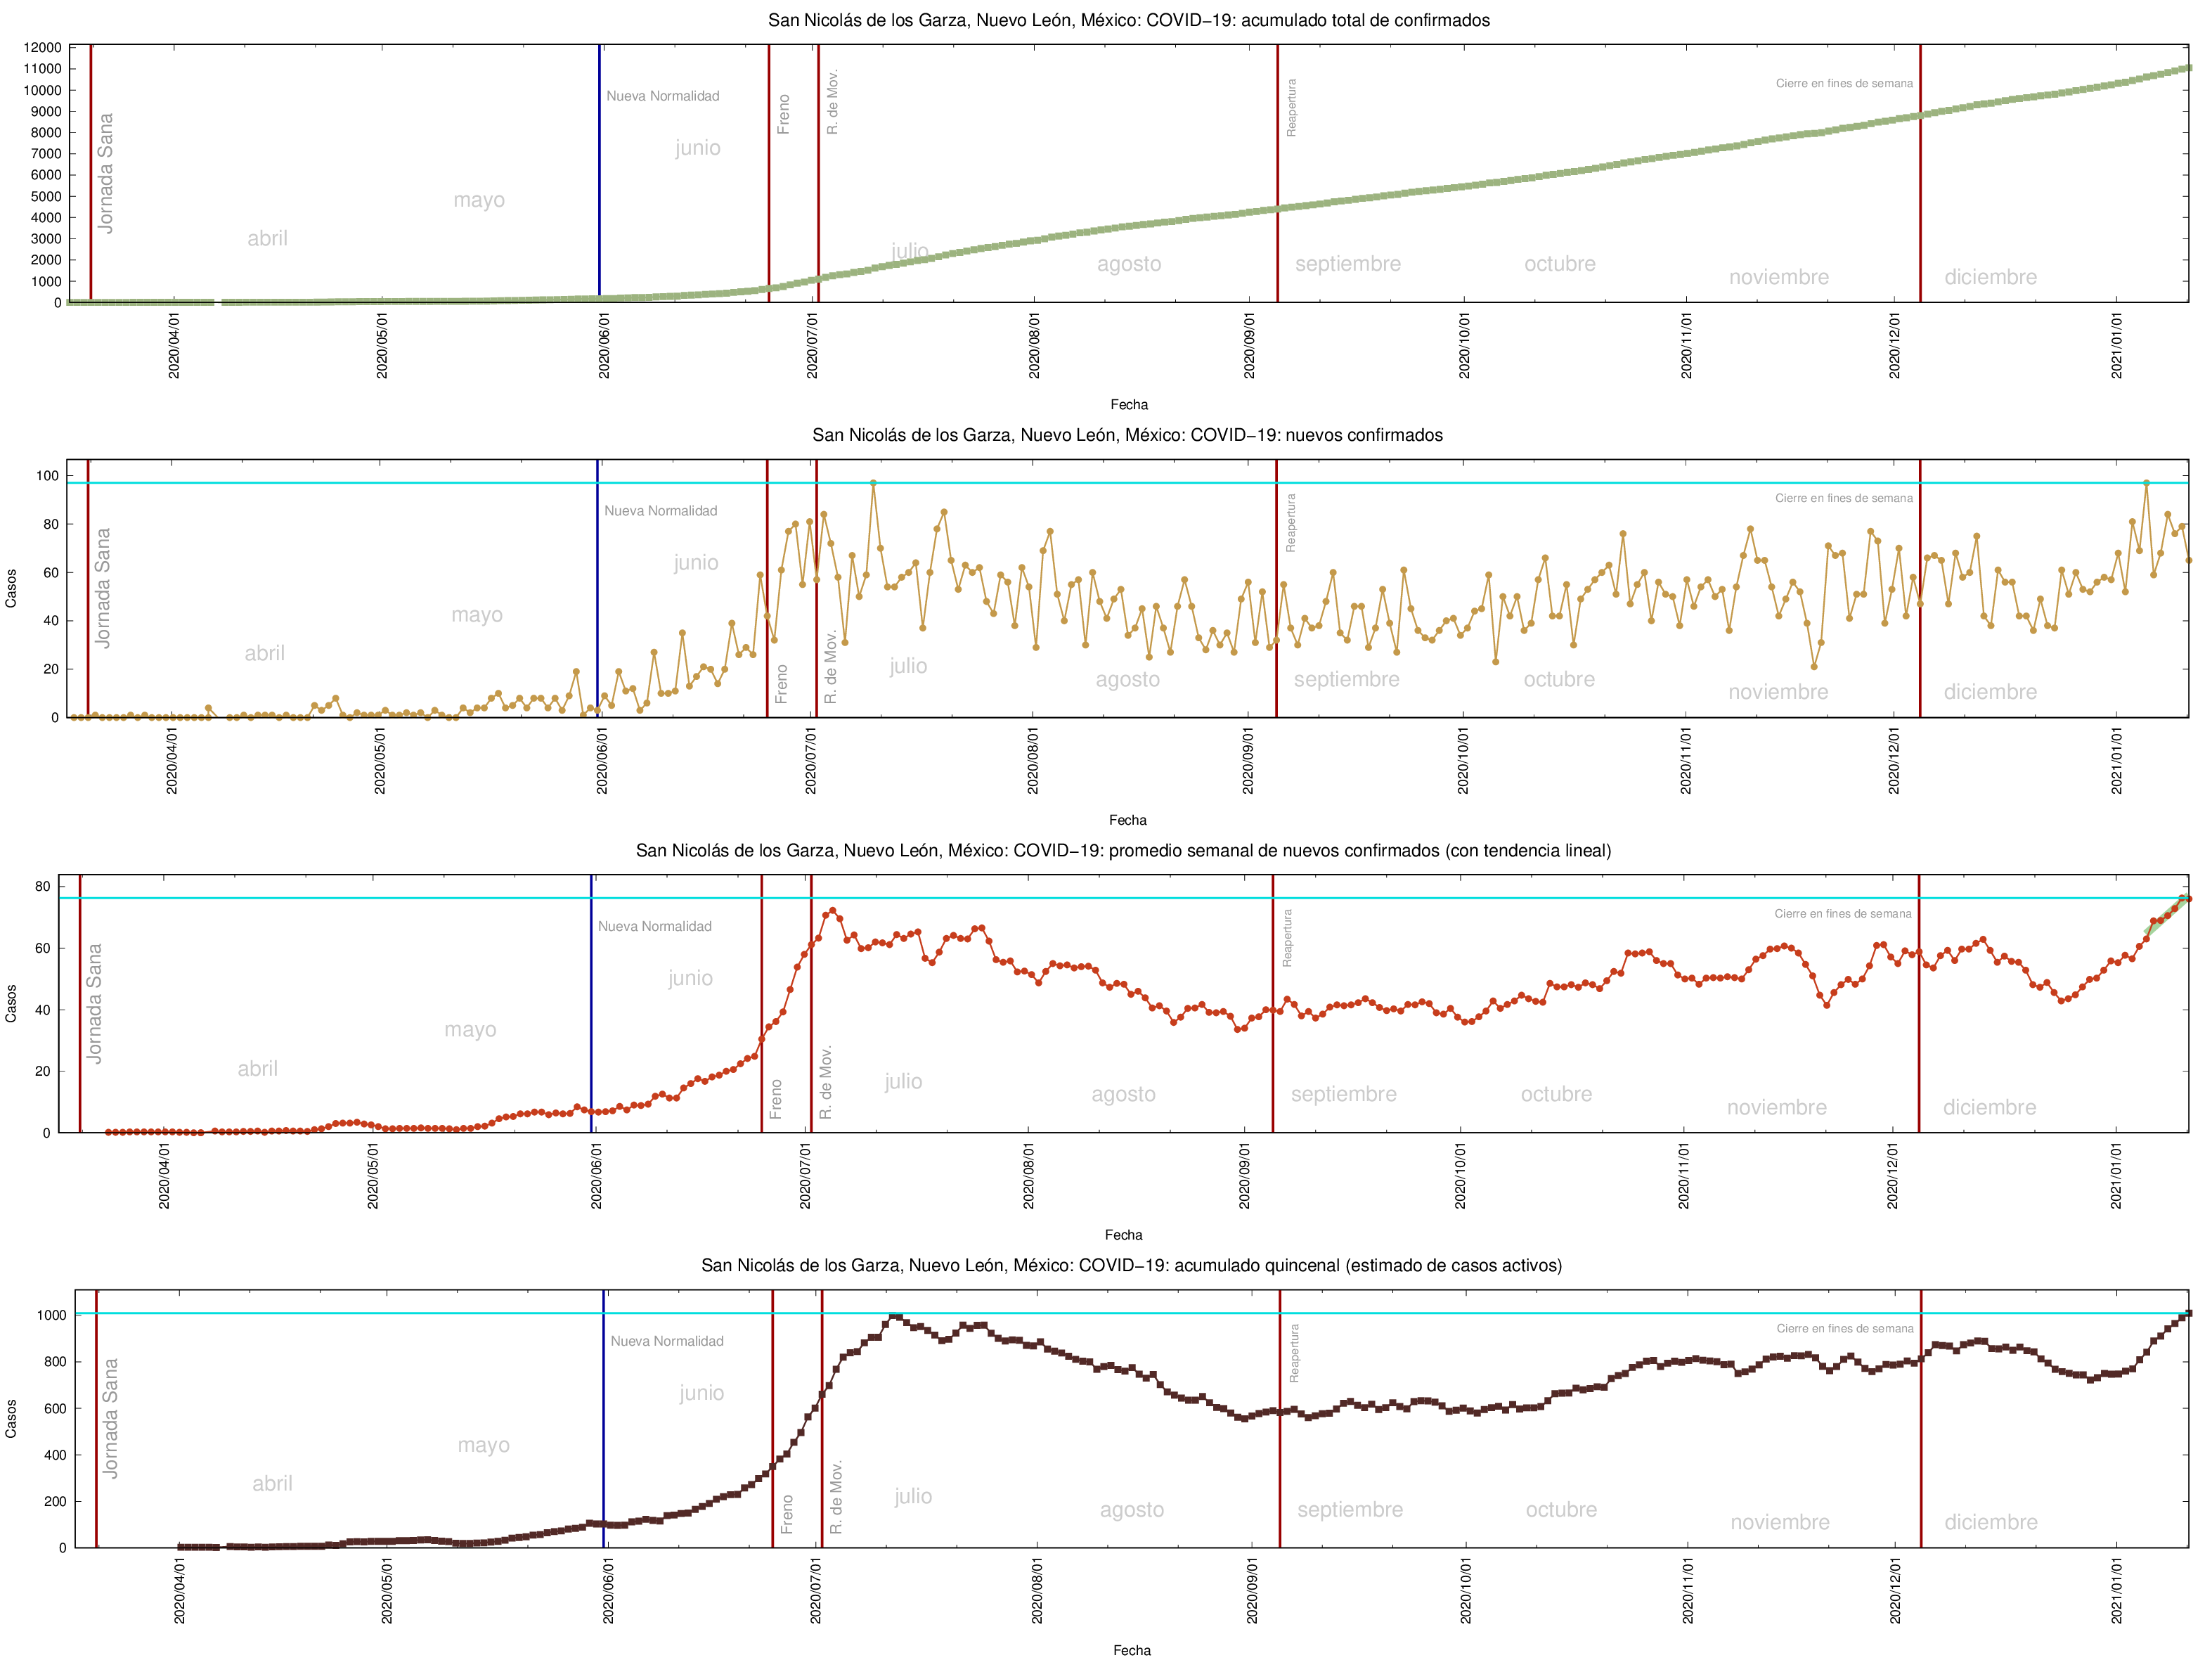 San Nicolás de los Garza, Nuevo León, México: COVID−19: acumulado total de confirmados
12000
11000
10000
9000
8000
7000
6000
5000
4000
3000
2000
1000
0
Jornada Sana
abril
mayo
Nueva Normalidad
junio
Freno
R. de Mov.
julio
agosto
Reapertura
septiembre
octubre
noviembre
Cierre en fines de semana
diciembre
2020/04/01
2020/05/01
2020/06/01
2020/07/01
2020/08/01
2020/09/01
2020/10/01
2020/11/01
2020/12/01
2021/01/01
Fecha
San Nicolás de los Garza, Nuevo León, México: COVID−19: nuevos confirmados
Casos
100
80
60
40
20
0
Jornada Sana
abril
mayo
Nueva Normalidad
junio
Freno
R. de Mov.
julio
agosto
Reapertura
septiembre
octubre
noviembre
Cierre en fines de semana
diciembre
2020/04/01
2020/05/01
2020/06/01
2020/07/01
2020/08/01
2020/09/01
2020/10/01
2020/11/01
2020/12/01
2021/01/01
Fecha
San Nicolás de los Garza, Nuevo León, México: COVID−19: promedio semanal de nuevos confirmados (con tendencia lineal)
Casos
80
60
40
20
0
Jornada Sana
abril
mayo
Nueva Normalidad
junio
Freno
R. de Mov.
julio
agosto
Reapertura
septiembre
octubre
noviembre
Cierre en fines de semana
diciembre
2020/04/01
2020/05/01
2020/06/01
2020/07/01
2020/08/01
2020/09/01
2020/10/01
2020/11/01
2020/12/01
2021/01/01
Fecha
San Nicolás de los Garza, Nuevo León, México: COVID−19: acumulado quincenal (estimado de casos activos)
Casos
1000
800
600
400
200
0
Jornada Sana
abril
mayo
Nueva Normalidad
junio
Freno
R. de Mov.
julio
agosto
Reapertura
septiembre
octubre
noviembre
Cierre en fines de semana
diciembre
2020/04/01
2020/05/01
2020/06/01
2020/07/01
2020/08/01
2020/09/01
2020/10/01
2020/11/01
2020/12/01
2021/01/01
Fecha